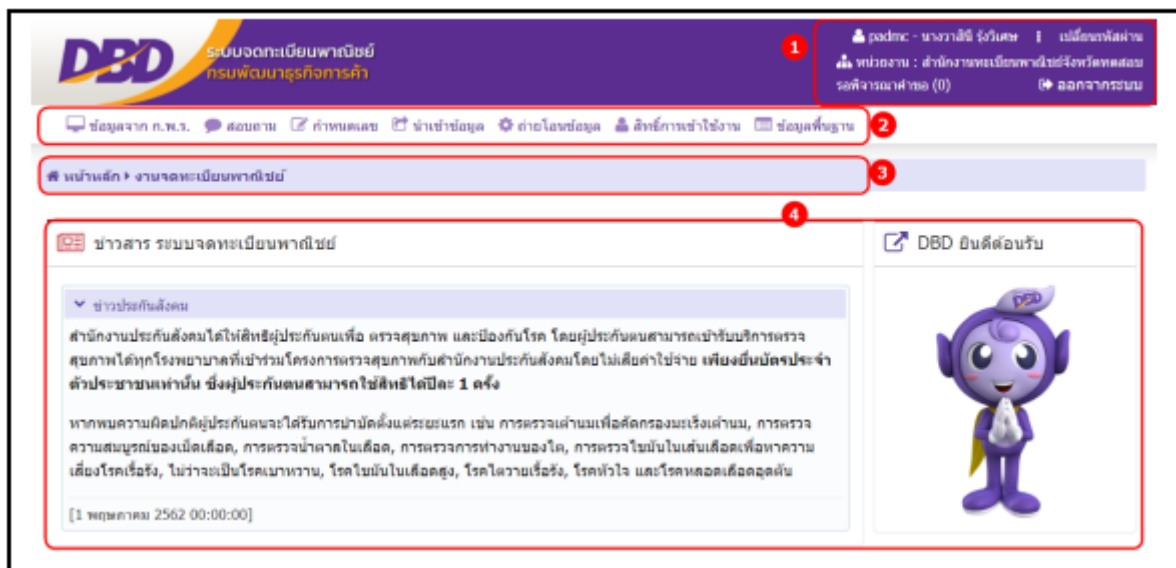 DBD
ระบบจดทะเบียนพาณิชย์
กรมพัฒนาธุรกิจการค้า
1
padmc - นางวาสินี รุ่งวิเศษ เปลี่ยนรหัสผ่าน
หน่วยงาน : สำนักงานทะเบียนพาณิชย์จังหวัดทดสอบ
รอพิจารณาคำขอ (0) ออกจากระบบ
ข้อมูลจาก ก.พ.ร. สอบถาม กำหนดเลข นำเข้าข้อมูล ถ่ายโอนข้อมูล สิทธิ์การเข้าใช้งาน ข้อมูลพื้นฐาน
2
หน้าหลัก งานจดทะเบียนพาณิชย์
3
4
ข่าวสาร ระบบจดทะเบียนพาณิชย์
DBD ยินดีต้อนรับ
ข่าวประกันสังคม
สำนักงานประกันสังคมได้ให้สิทธิผู้ประกันตนเพื่อ ตรวจสุขภาพ และป้องกันโรค โดยผู้ประกันตนสามารถเข้ารับบริการตรวจ
สุขภาพได้ทุกโรงพยาบาลที่เข้าร่วมโครงการตรวจสุขภาพกับสำนักงานประกันสังคมโดยไม่เสียค่าใช้จ่าย เพียงยื่นบัตรประจำ
ตัวประชาชนเท่านั้น ซึ่งผู้ประกันตนสามารถใช้สิทธิได้ปีละ 1 ครั้ง
หากพบความผิดปกติผู้ประกันตนจะได้รับการบำบัดตั้งแต่ระยะแรก เช่น การตรวจเต้านมเพื่อคัดกรองมะเร็งเต้านม, การตรวจ
ความสมบูรณ์ของเม็ดเลือด, การตรวจน้ำตาลในเลือด, การตรวจการทำงานของไต, การตรวจไขมันในเส้นเลือดเพื่อหาความ
เสี่ยงโรคเรื้อรัง, ไม่ว่าจะเป็นโรคเบาหวาน, โรคไขมันในเลือดสูง, โรคไตวายเรื้อรัง, โรคหัวใจ และโรคหลอดเลือดอุดตัน
[1 พฤษภาคม 2562 00:00:00]
DBD